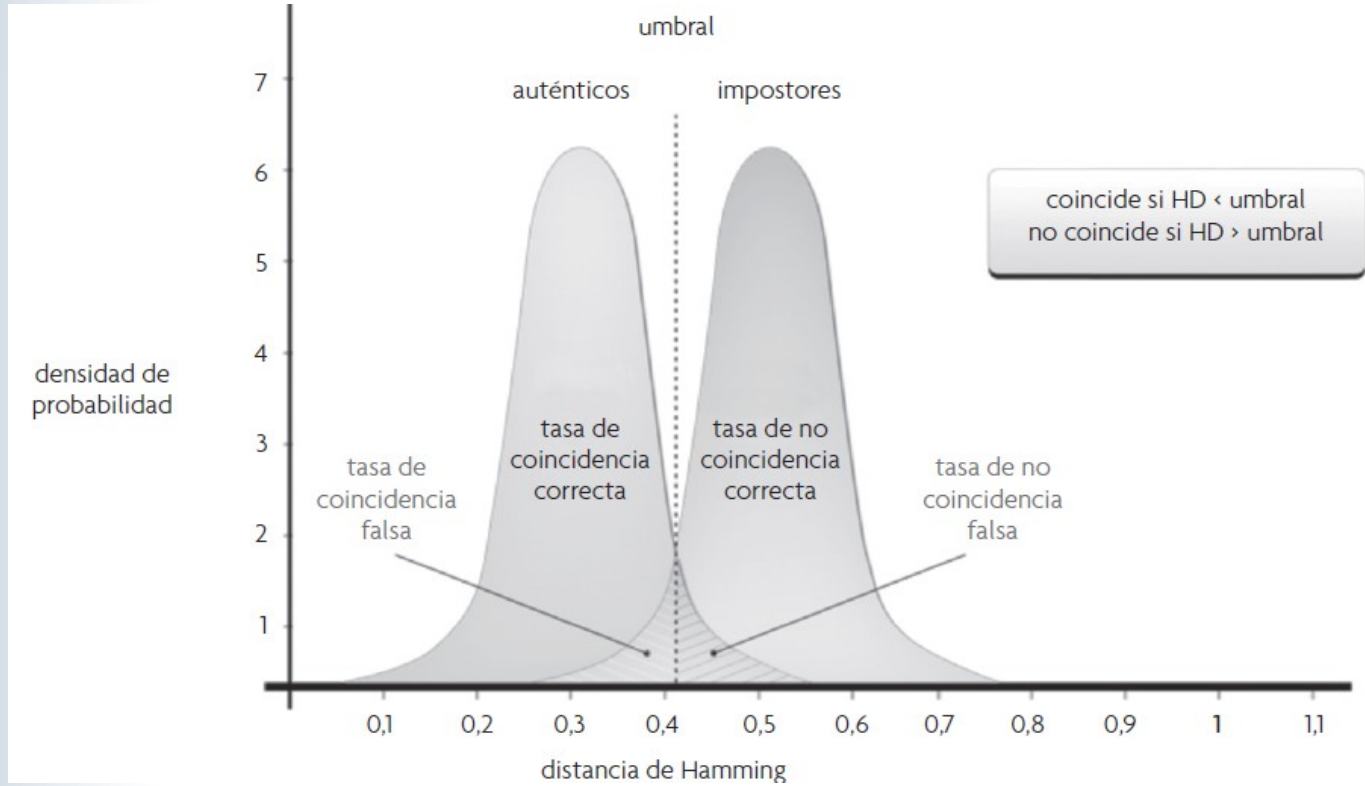 umbral
auténticos
impostores
7
6
5
4
3
2
1
coincide si HD < umbral
no coincide si HD > umbral
densidad de
probabilidad
tasa de
coincidencia
falsa
tasa de
coincidencia
correcta
tasa de no
coincidencia
correcta
tasa de no
coincidencia
falsa
0,1
0,2
0,3
0,4
0,5
0,6
0,7
0,8
0,9
1
1,1
distancia de Hamming